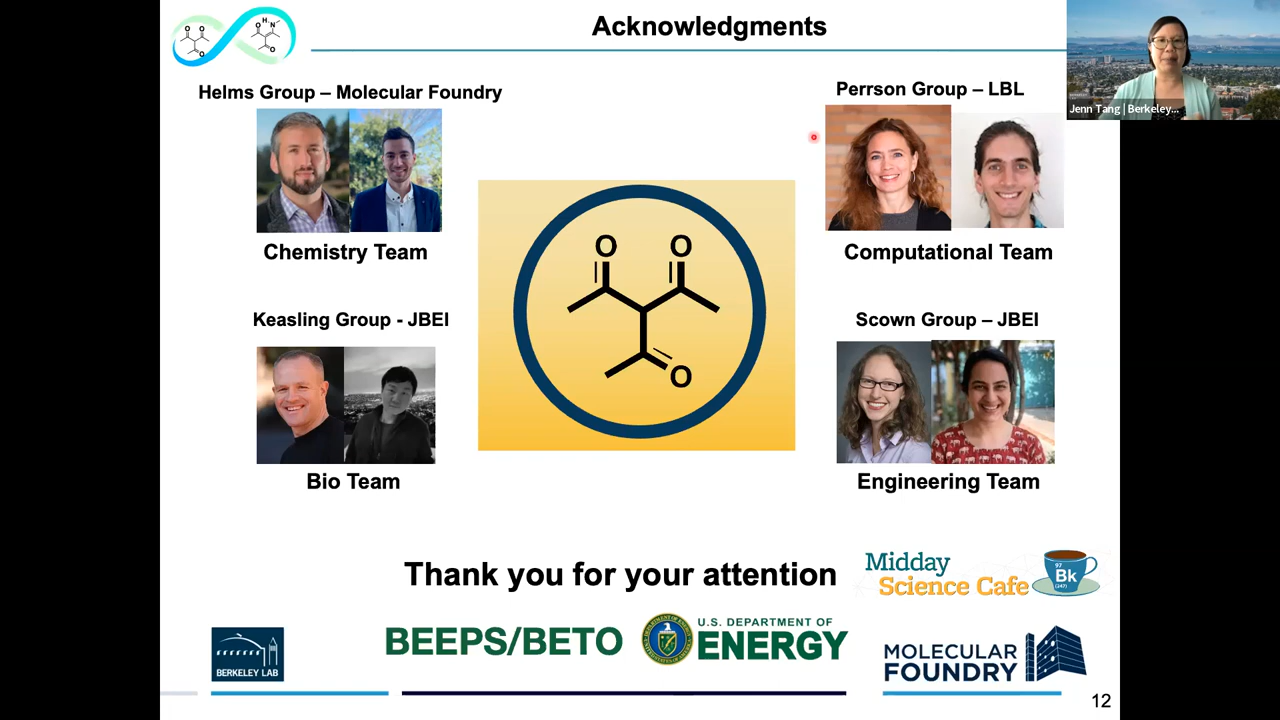 Acknowledgments
Jenn Tang | Berkeley...
Helms Group – Molecular Foundry
Perrson Group – LBL
Chemistry Team
Computational Team
O O
O
Keasling Group - JBEI
Scown Group – JBEI
Bio Team
Engineering Team
Thank you for your attention
Midday
Science Cafe
97
Bk
(247)
BERKELEY LAB
BEEPS/BETO
U.S. DEPARTMENT OF
ENERGY
MOLECULAR
FOUNDRY
12